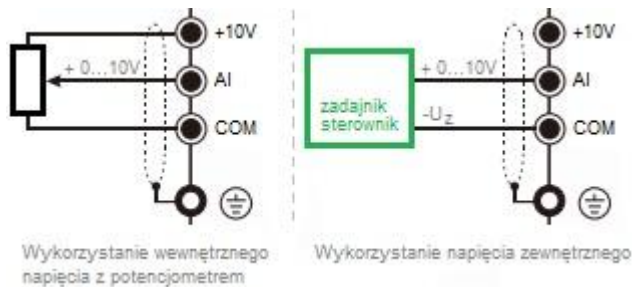 +10V
+ 0...10V
AI
COM
Wykorzystanie wewnętrznego
napięcia z potencjometrem
+10V
+ 0...10V
AI
zadajnik
sterownik
-Uz
COM
Wykorzystanie napięcia zewnętrznego